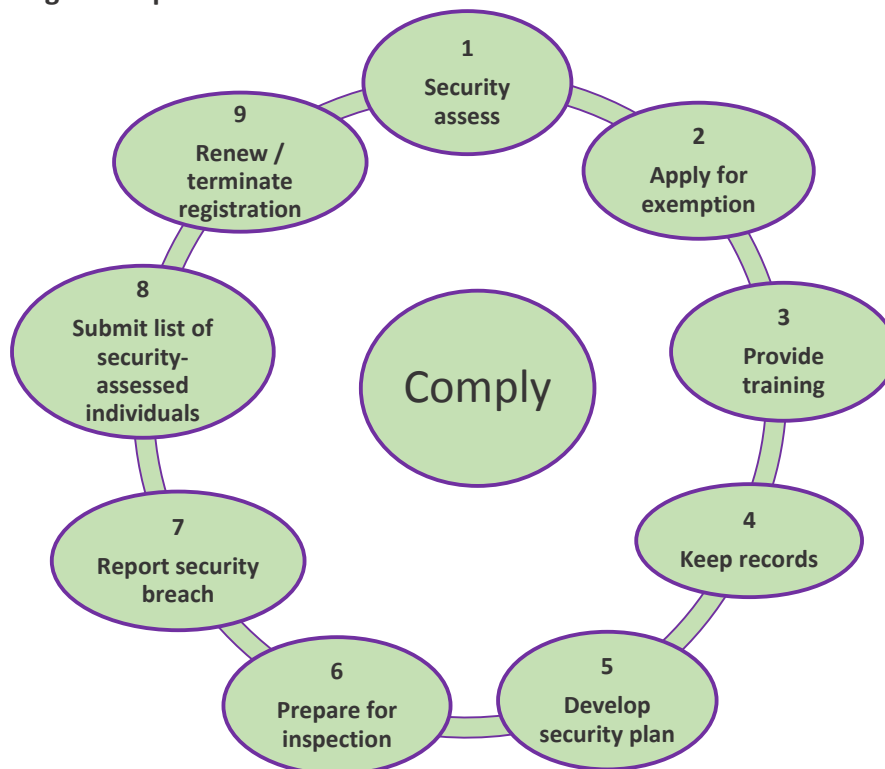 1
Security
assess
2
Apply for
exemption
3
Provide
training
4
Keep records
5
Develop
security plan
6
Prepare for
inspection
7
Report security
breach
8
Submit list of
security-
assessed
individuals
9
Renew /
terminate
registration
Comply